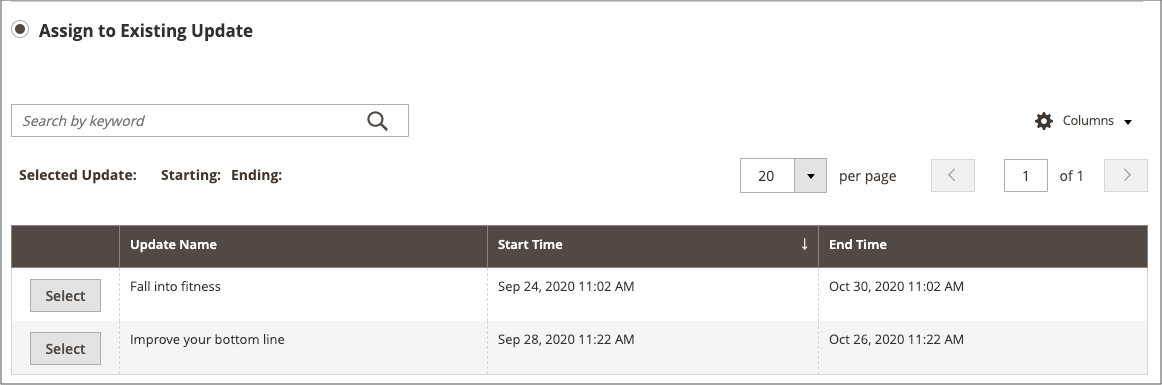 Assign to Existing Update
Search by keyword
Columns
Selected Update: Starting: Ending:
20 per page 1 of 1
Update Name Start Time ↓ End Time
Select Fall into fitness Sep 24, 2020 11:02 AM Oct 30, 2020 11:02 AM
Select Improve your bottom line Sep 28, 2020 11:22 AM Oct 26, 2020 11:22 AM